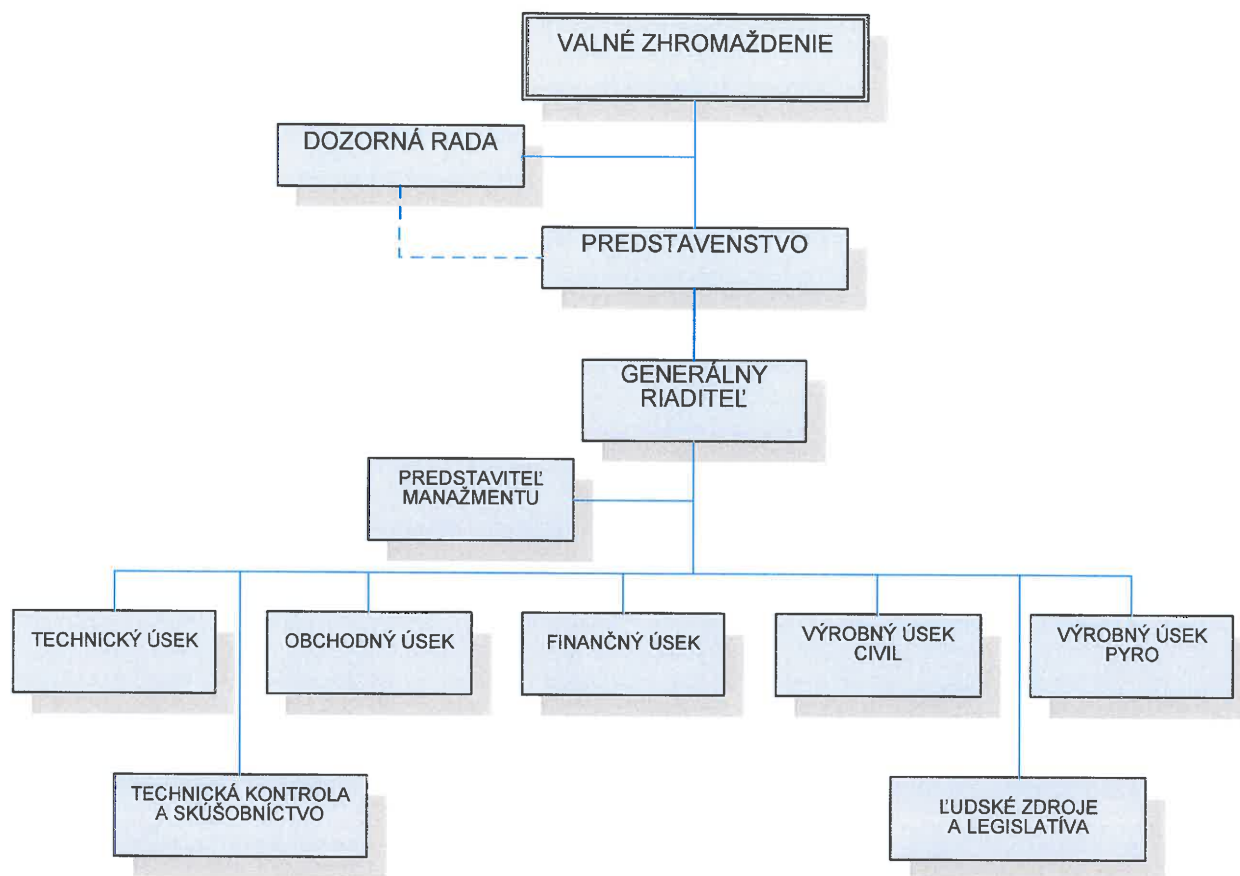 VALNÉ ZHROMAŽDENIE
DOZORNÁ RADA
PREDSTAVENSTVO
GENERÁLNY
RIADITEĽ
PREDSTAVITEĽ
MANAŽMENTU
TECHNICKÝ ÚSEK
OBCHODNÝ ÚSEK
FINANČNÝ ÚSEK
VÝROBNÝ ÚSEK
CIVIL
VÝROBNÝ ÚSEK
PYRO
TECHNICKÁ KONTROLA
A SKÚŠOBNÍCTVO
ĽUDSKÉ ZDROJE
A LEGISLATÍVA